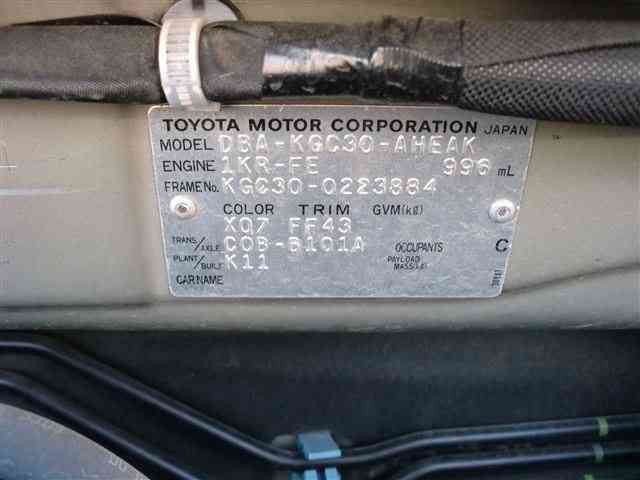 TOYOTA MOTOR CORPORATION JAPAN
MODEL DBA-KGC30-AHEAK
ENGINE 1KR-FE 996 mL
FRAME No. KGC30-0223884
COLOR TRIM GVM(kg)
X07 FF43
TRANS/AXLE C0B-B101A OCCUPANTS C
PLANT/BUILT K11 PAYLOAD MASS(kg)
CAR NAME